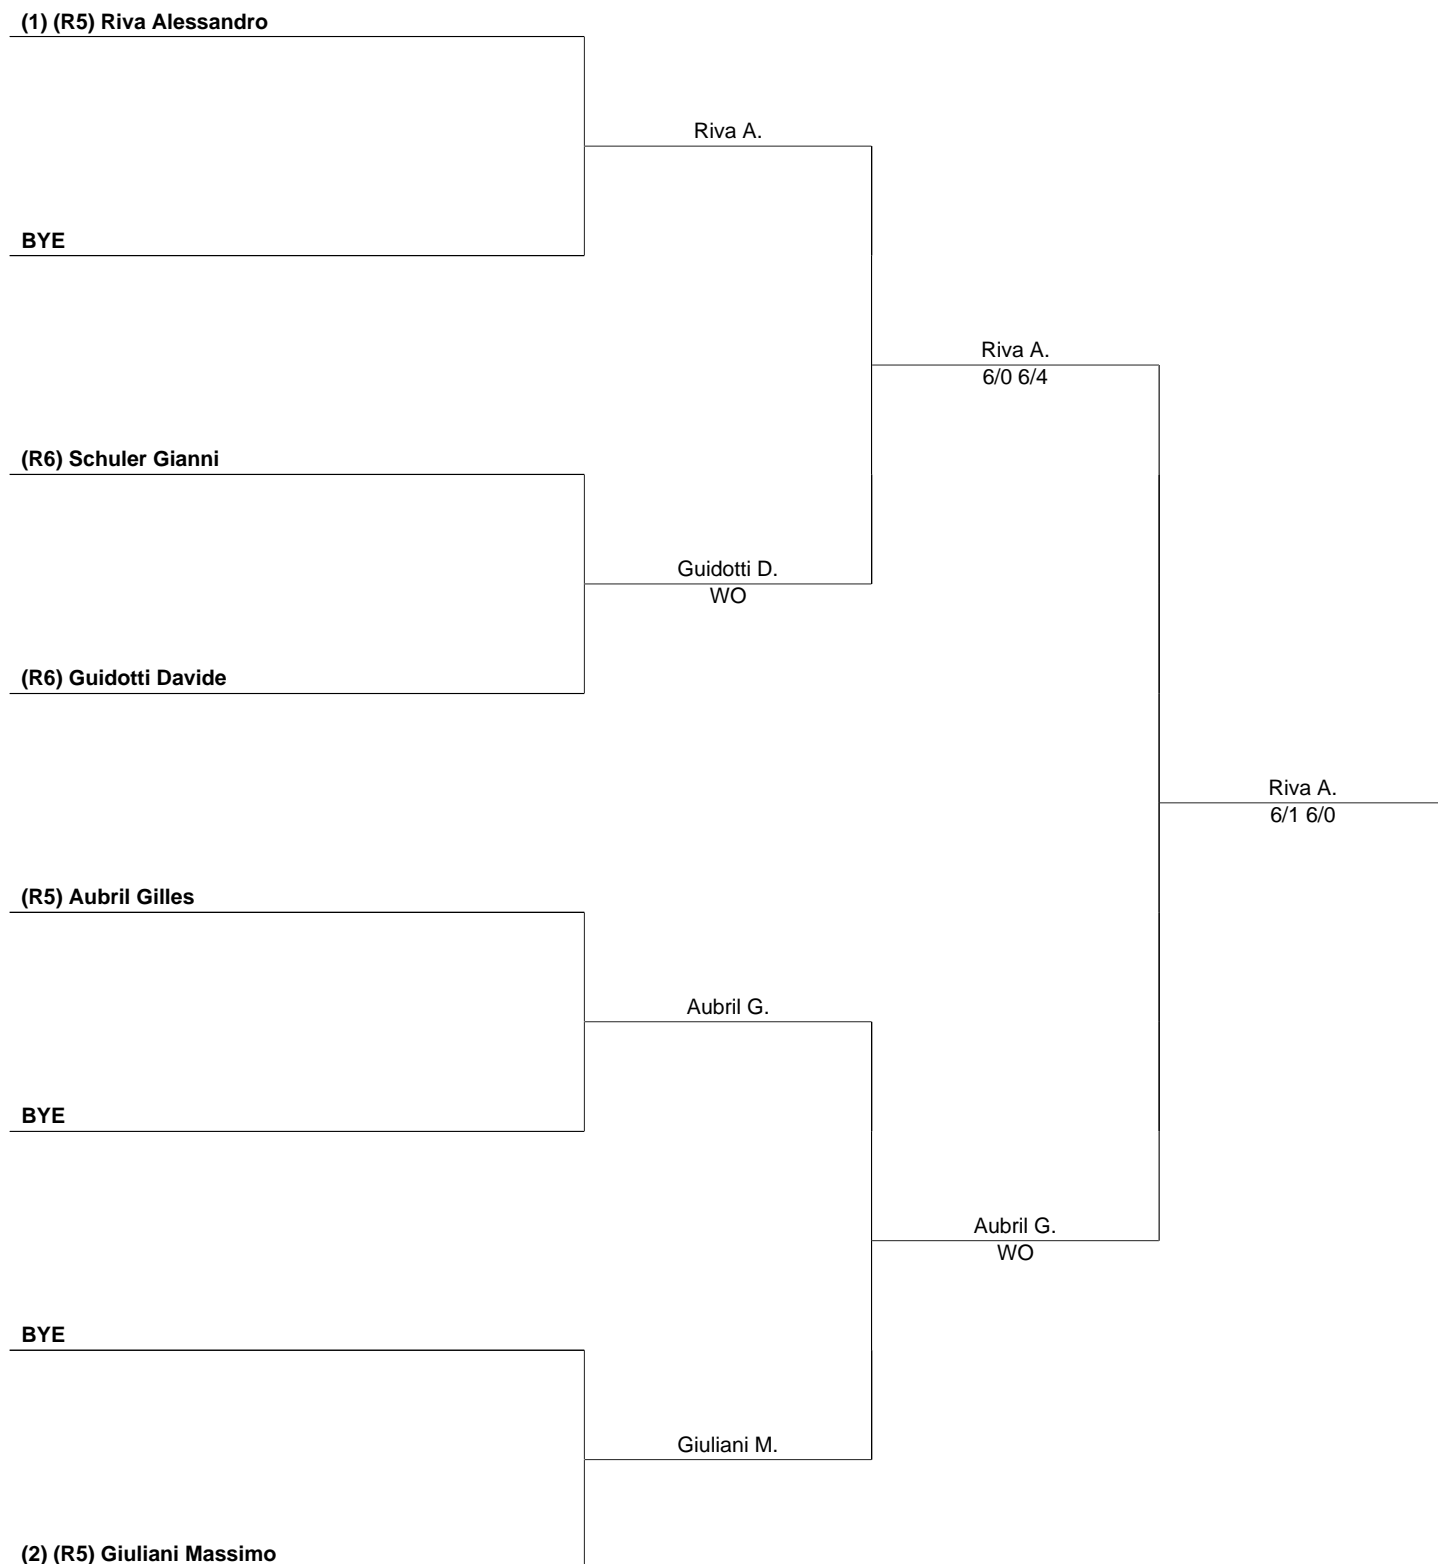 (1) (R5) Riva Alessandro
Riva A.
BYE
Riva A.
6/0 6/4
(R6) Schuler Gianni
Guidotti D.
WO
(R6) Guidotti Davide
Riva A.
6/1 6/0
(R5) Aubril Gilles
Aubril G.
BYE
Aubril G.
WO
BYE
Giuliani M.
(2) (R5) Giuliani Massimo